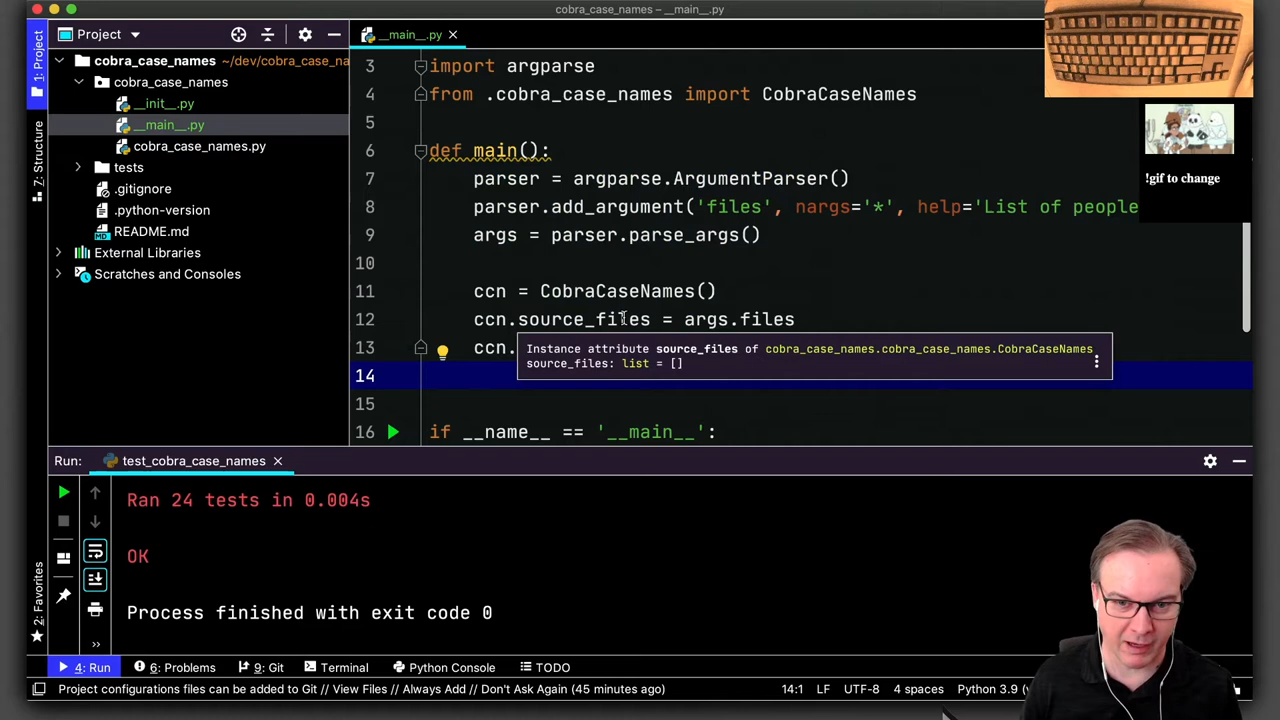 cobra_case_names – __main__.py
Project
__main__.py
1: Project
7: Structure
2: Favorites
cobra_case_names ~/dev/cobra_case_na
cobra_case_names
__init__.py
__main__.py
cobra_case_names.py
tests
.gitignore
.python-version
README.md
External Libraries
Scratches and Consoles
3 import argparse
4 from .cobra_case_names import CobraCaseNames
5
6 def main():
7 parser = argparse.ArgumentParser()
8 parser.add_argument('files', nargs='*', help='List of people
9 args = parser.parse_args()
10
11 ccn = CobraCaseNames()
12 ccn.source_files = args.files
13 ccn.
14
15
16 if __name__ == '__main__':
Instance attribute source_files of cobra_case_names.cobra_case_names.CobraCaseNames
source_files: list = []
!gif to change
Run: test_cobra_case_names
Ran 24 tests in 0.004s
OK
Process finished with exit code 0
4: Run 6: Problems 9: Git Terminal Python Console TODO
Project configurations files can be added to Git // View Files // Always Add // Don't Ask Again (45 minutes ago) 14:1 LF UTF-8 4 spaces Python 3.9